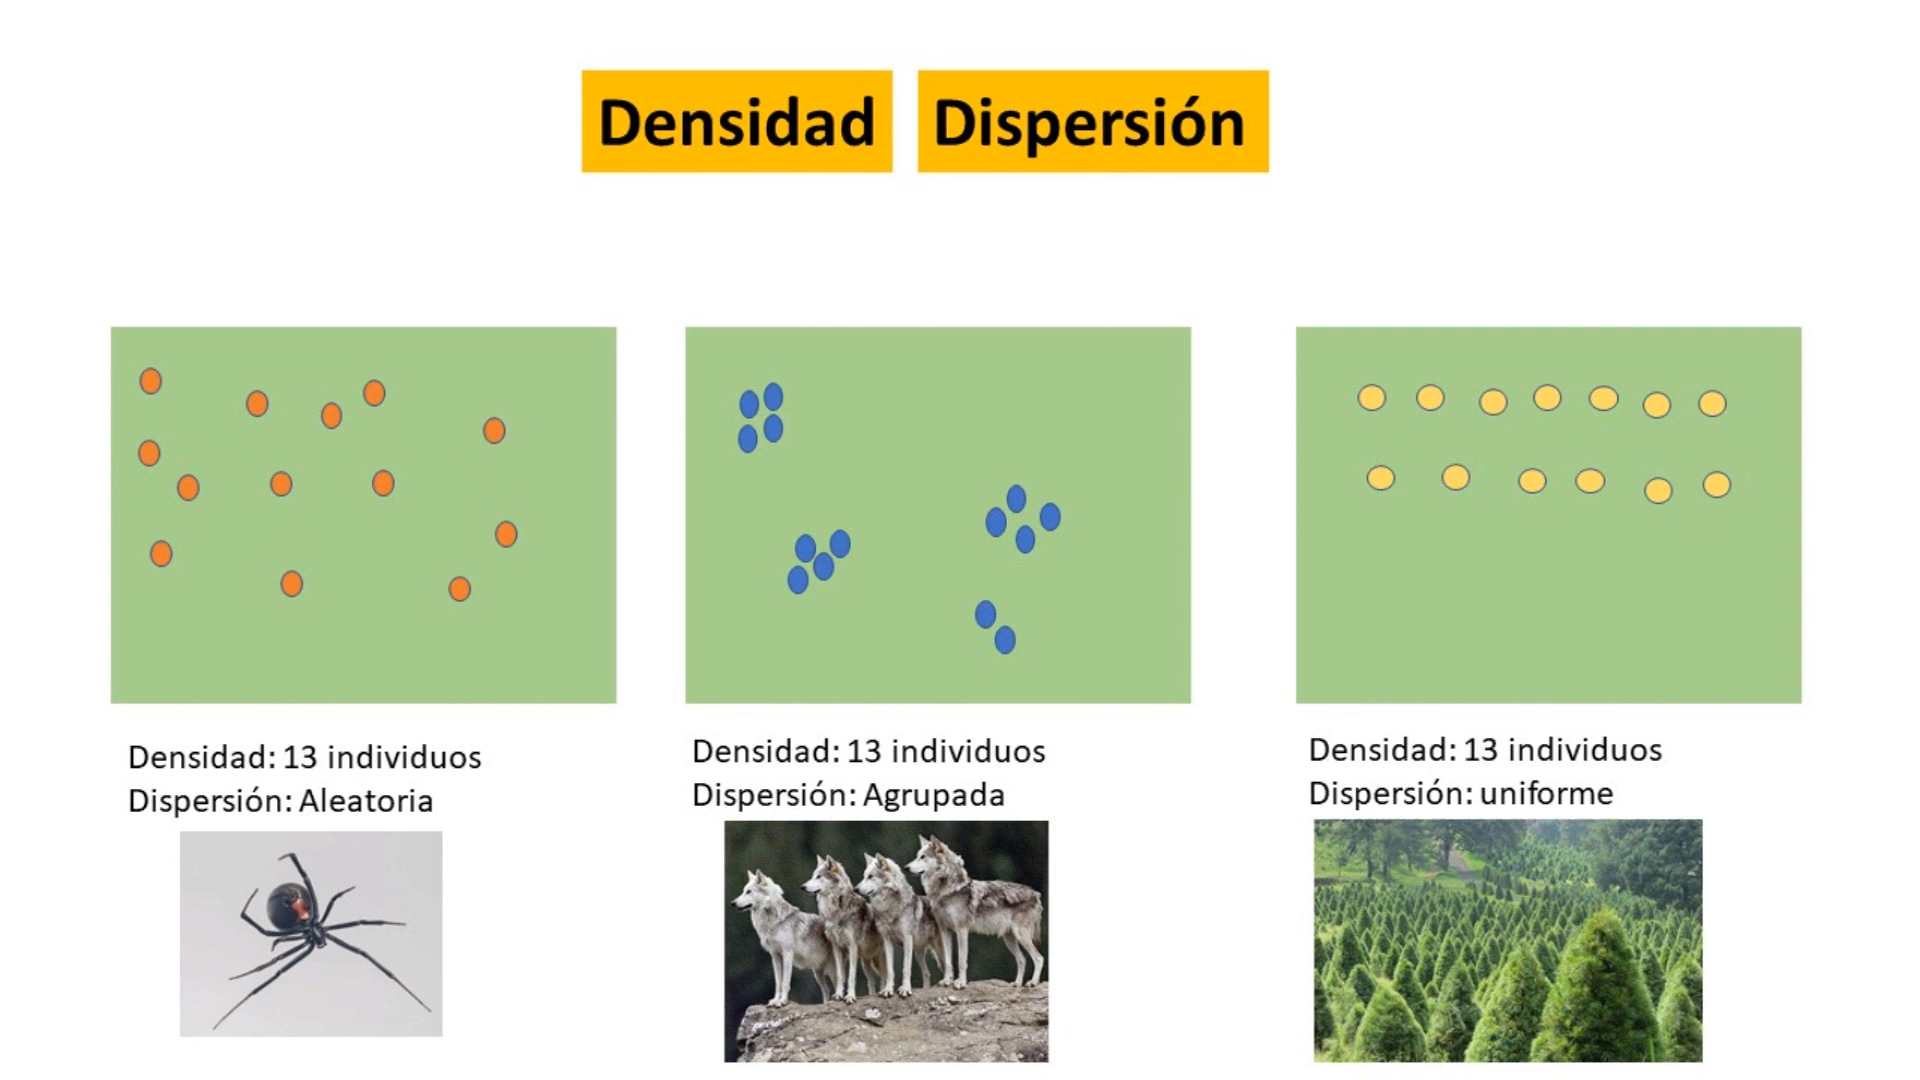 Densidad Dispersión
Densidad: 13 individuos
Dispersión: Aleatoria
Densidad: 13 individuos
Dispersión: Agrupada
Densidad: 13 individuos
Dispersión: uniforme